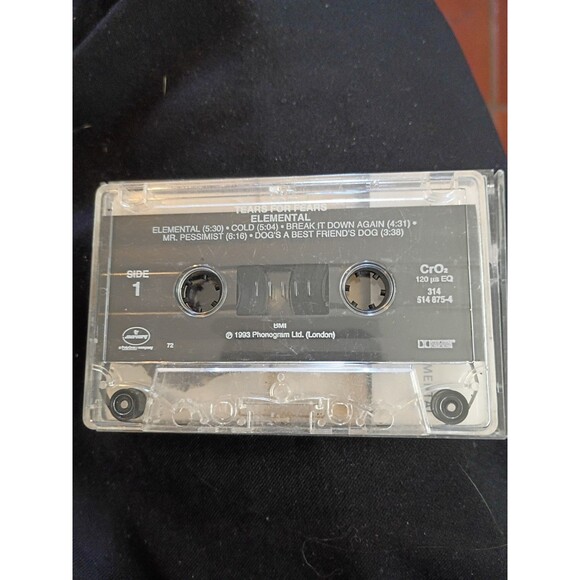 TEARS FOR FEARS
ELEMENTAL
ELEMENTAL (5:30) • COLD (5:04) • BREAK IT DOWN AGAIN (4:31) •
MR. PESSIMIST (6:16) • DOG'S A BEST FRIEND'S DOG (3:38)
SIDE
1
CrO₂
120 µs EQ
314
514 875-4
BMI
℗ 1993 Phonogram Ltd. (London)
72
MENTAL